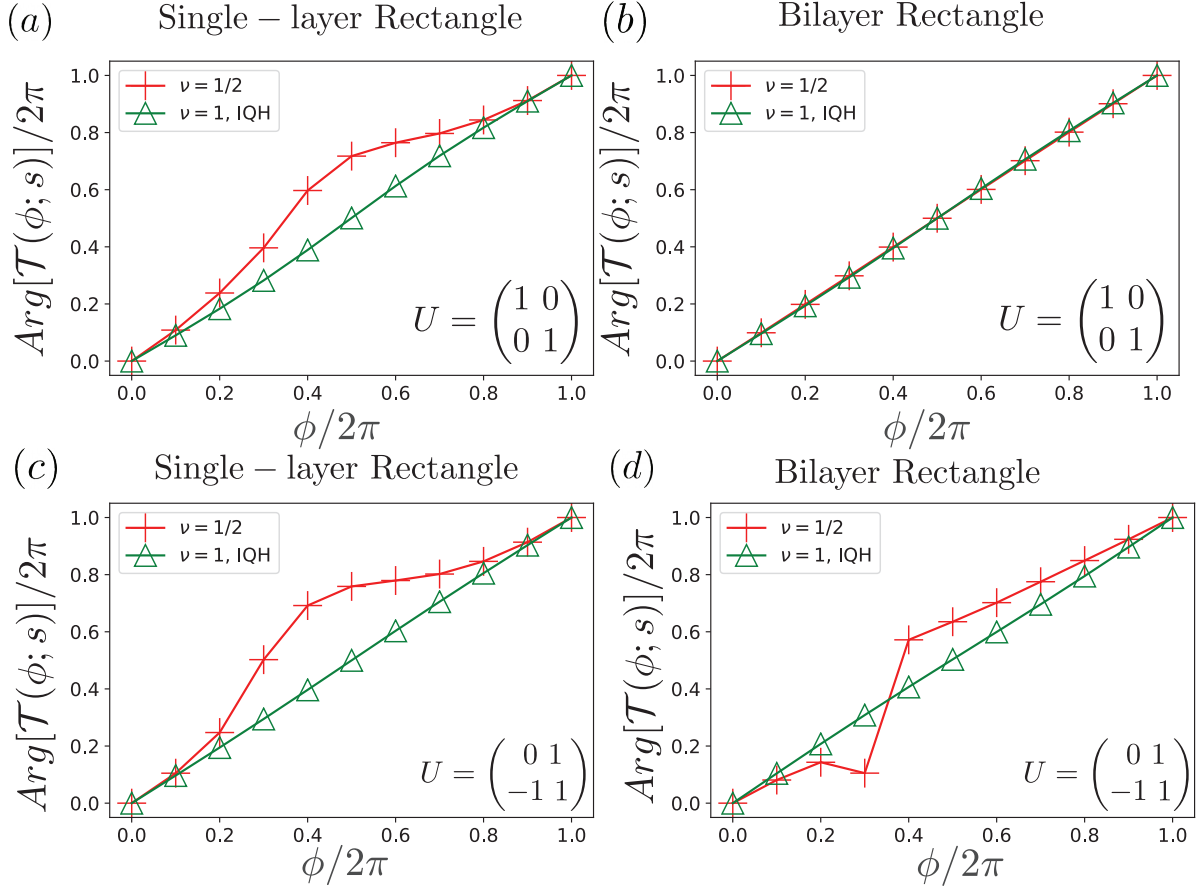 (a) Single − layer Rectangle
1.0
0.8
0.6
0.4
0.2
0.0
Arg[𝒯(ϕ; s)]/2π
ν = 1/2
ν = 1, IQH
U = (1 0
0 1)
0.0 0.2 0.4 0.6 0.8 1.0
ϕ/2π
(b) Bilayer Rectangle
1.0
0.8
0.6
0.4
0.2
0.0
Arg[𝒯(ϕ; s)]/2π
ν = 1/2
ν = 1, IQH
U = (1 0
0 1)
0.0 0.2 0.4 0.6 0.8 1.0
ϕ/2π
(c) Single − layer Rectangle
1.0
0.8
0.6
0.4
0.2
0.0
Arg[𝒯(ϕ; s)]/2π
ν = 1/2
ν = 1, IQH
U = (0 1
−1 1)
0.0 0.2 0.4 0.6 0.8 1.0
ϕ/2π
(d) Bilayer Rectangle
1.0
0.8
0.6
0.4
0.2
0.0
Arg[𝒯(ϕ; s)]/2π
ν = 1/2
ν = 1, IQH
U = (0 1
−1 1)
0.0 0.2 0.4 0.6 0.8 1.0
ϕ/2π